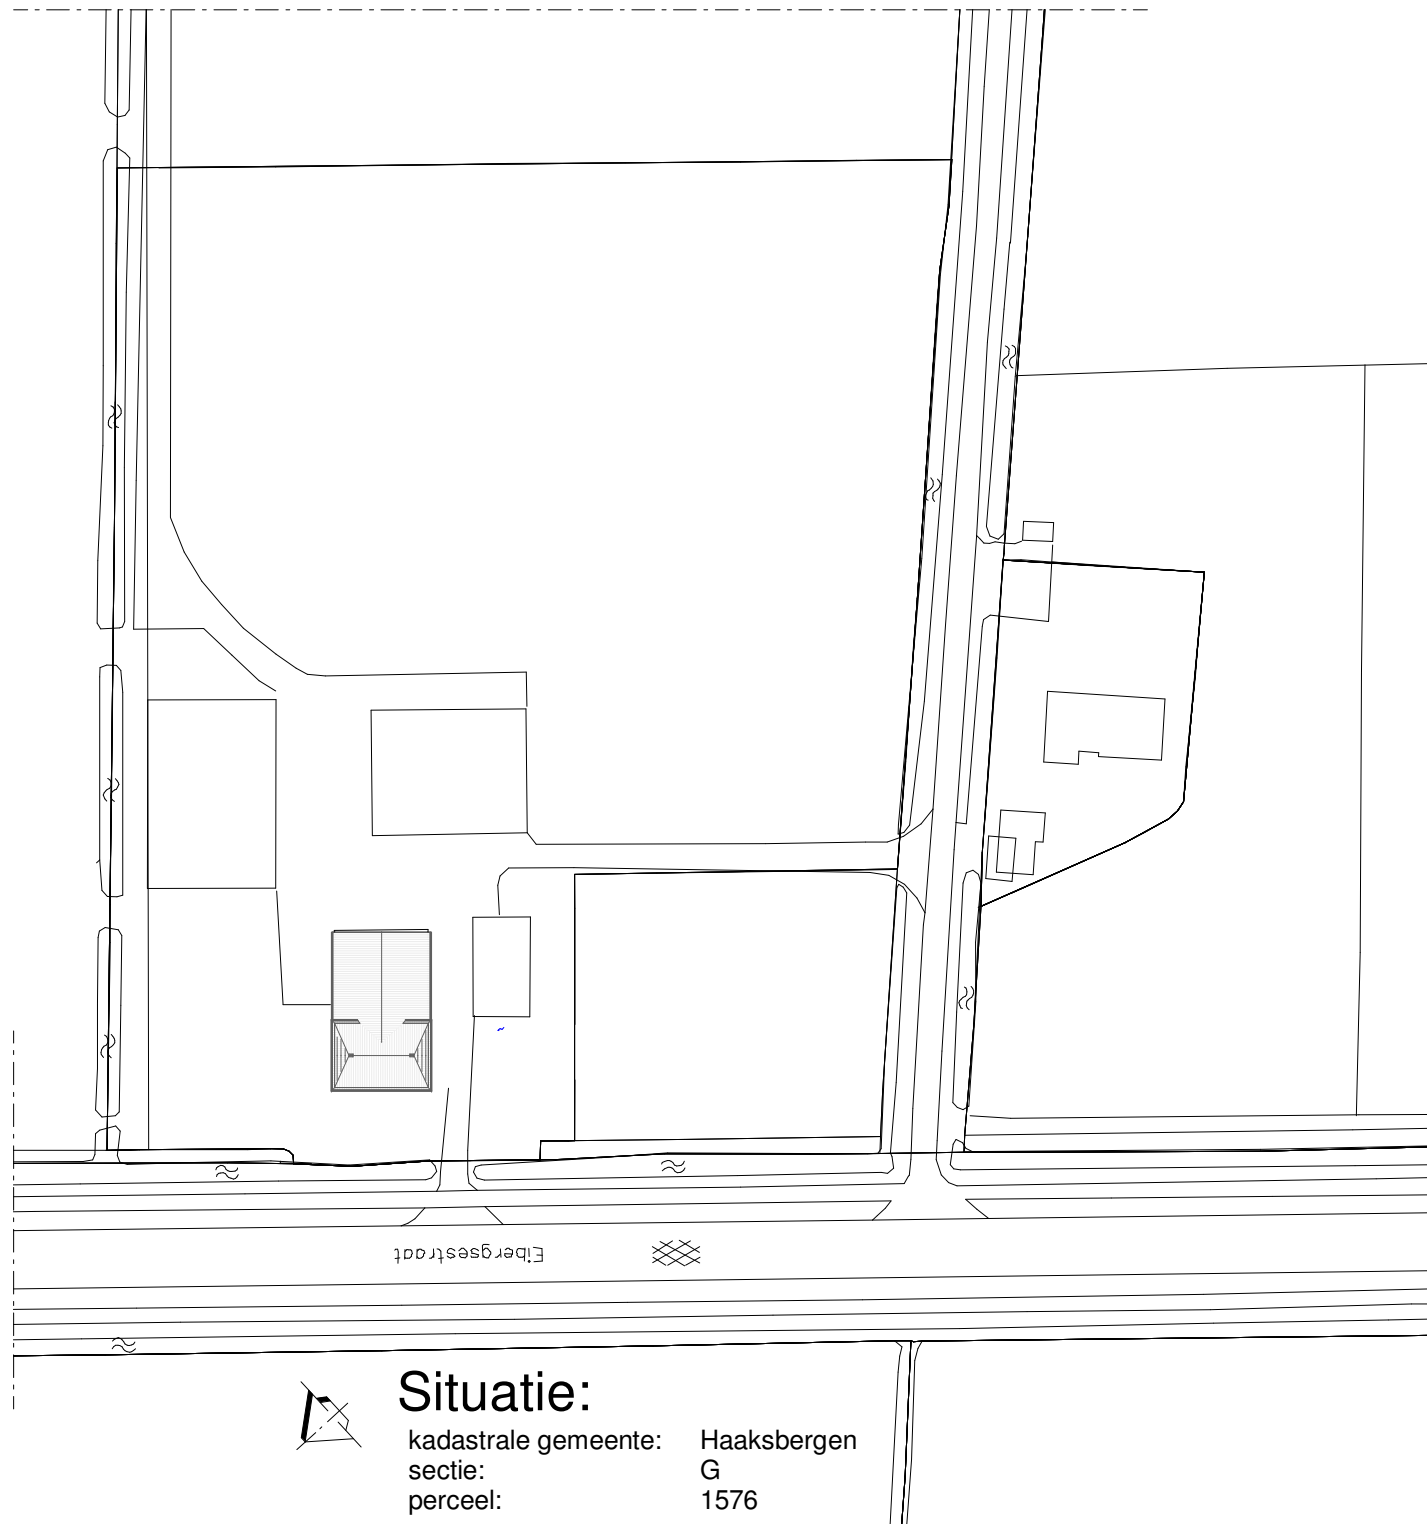 Eibergsestraat
Situatie:
kadastrale gemeente: Haaksbergen
sectie: G
perceel: 1576